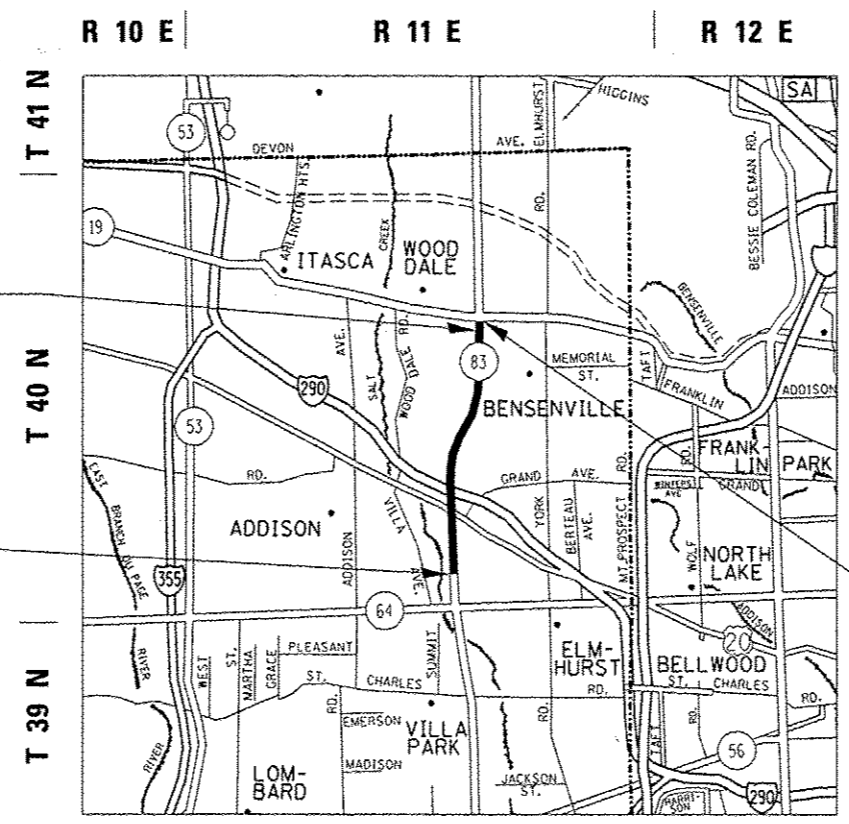 R 10 E
R 11 E
R 12 E
T 41 N
T 40 N
T 39 N
SA
HIGGINS
ELMHURST
RD.
53
DEVON
AVE.
ARLINGTON HTS.
BESSIE COLEMAN RD.
19
CREEK
ITASCA
WOOD
DALE
BENSENVILLE
AVE.
SALT
WOOD DALE
RD.
83
MEMORIAL
ST.
TAFT
FRANKLIN
ADDISON
290
BENSENVILLE
53
FRANK-
LIN PARK
RD.
GRAND
AVE.
RD.
RD.
GRAND
EAST
BRANCH
DU PAGE
RIVER
ADDISON
VILLA
AVE.
YORK
BERTEAU
AVE.
MT. PROSPECT
WOLF
NORTH
LAKE
355
ADDISON
64
ADDISON
20
WEST
ST.
MARTHA
GRACE
PLEASANT
ST.
CHARLES
SUMMIT
ELM-
HURST
RD.
BELLWOOD
ST.
CHARLES
RD.
RD.
EMERSON
MADISON
VILLA
PARK
RD.
TAFT
RD.
56
RIVER
LOM-
BARD
JACKSON
ST.
HARRI-
SON
290